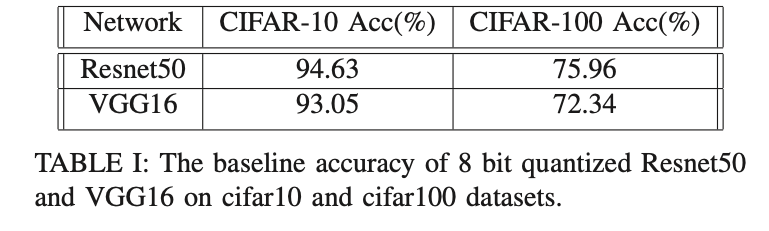 Network CIFAR-10 Acc(%) CIFAR-100 Acc(%)
Resnet50 94.63 75.96
VGG16 93.05 72.34
TABLE I: The baseline accuracy of 8 bit quantized Resnet50
and VGG16 on cifar10 and cifar100 datasets.